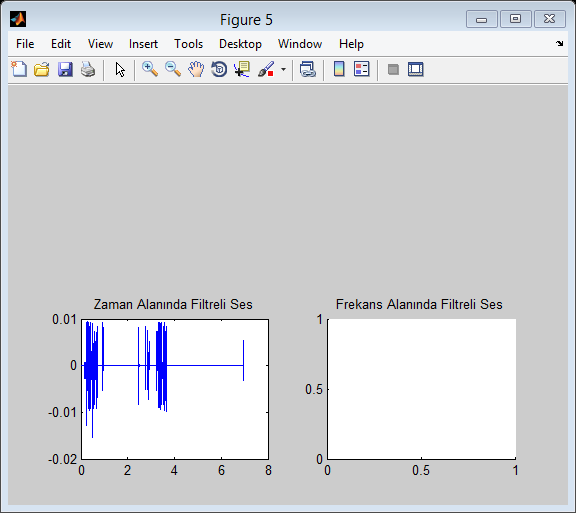 Figure 5
File Edit View Insert Tools Desktop Window Help
Zaman Alanında Filtreli Ses
0.01
0
-0.01
-0.02
0 2 4 6 8
Frekans Alanında Filtreli Ses
1
0.5
0
0 0.5 1